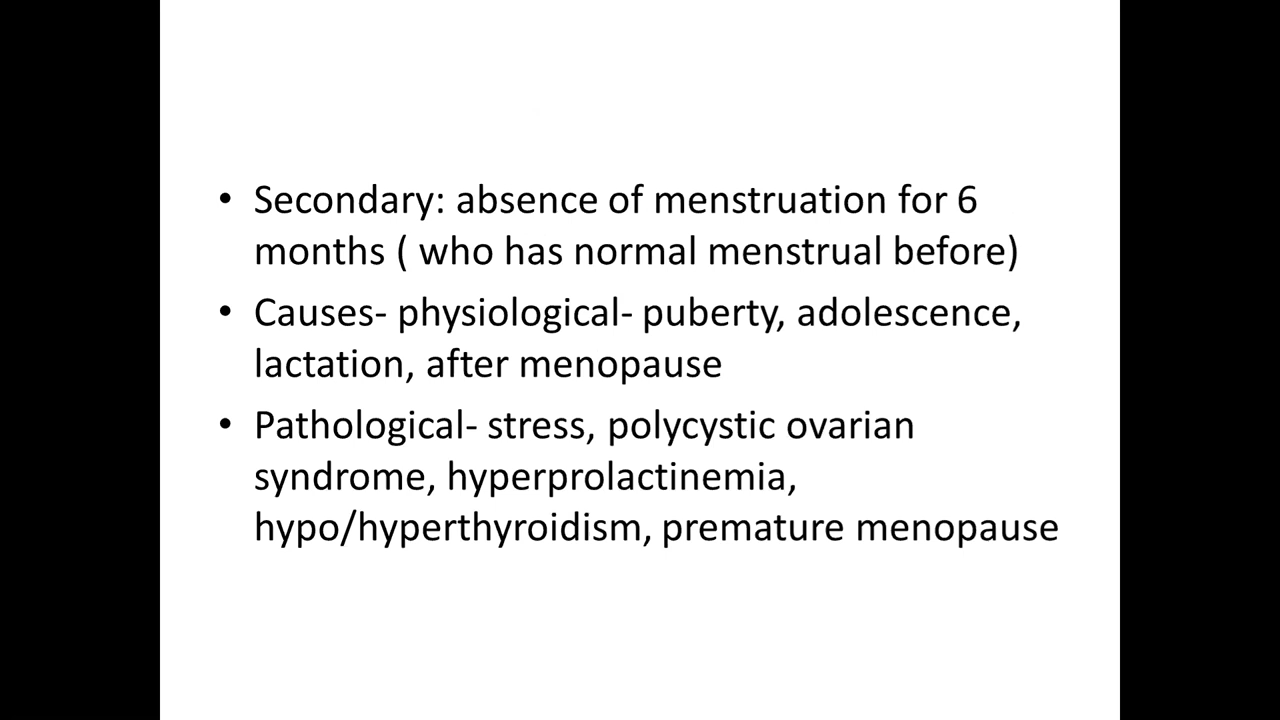 • Secondary: absence of menstruation for 6
months ( who has normal menstrual before)
• Causes- physiological- puberty, adolescence,
lactation, after menopause
• Pathological- stress, polycystic ovarian
syndrome, hyperprolactinemia,
hypo/hyperthyroidism, premature menopause